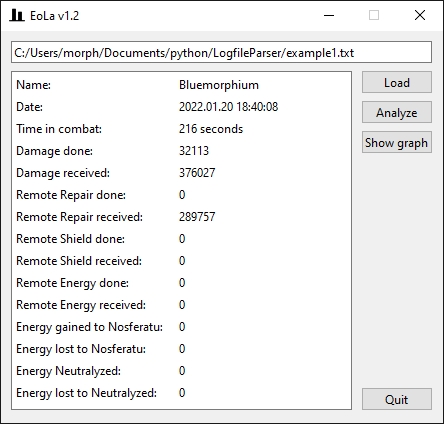 EoLa v1.2
C:/Users/morph/Documents/python/LogfileParser/example1.txt
Name: Bluemorphium
Date: 2022.01.20 18:40:08
Time in combat: 216 seconds
Damage done: 32113
Damage received: 376027
Remote Repair done: 0
Remote Repair received: 289757
Remote Shield done: 0
Remote Shield received: 0
Remote Energy done: 0
Remote Energy received: 0
Energy gained to Nosferatu: 0
Energy lost to Nosferatu: 0
Energy Neutralyzed: 0
Energy lost to Neutralyzed: 0
Load
Analyze
Show graph
Quit